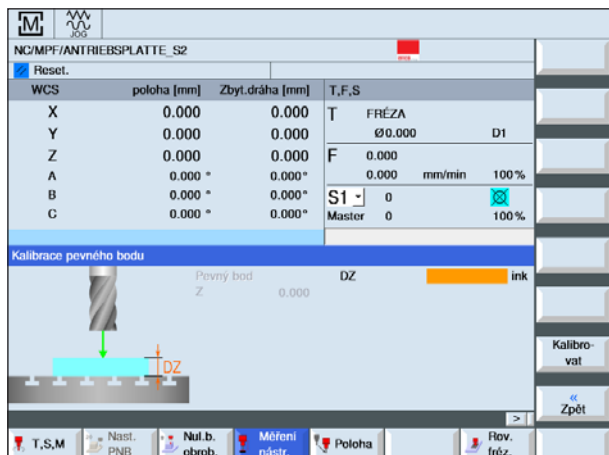 M
JOG
NC/MPF/ANTRIEBSPLATTE_S2
Reset.
WCS poloha [mm] Zbyt.dráha [mm] T,F,S
X 0.000 0.000 T FRÉZA
Y 0.000 0.000 Ø0.000 D1
Z 0.000 0.000 F 0.000
A 0.000 ° 0.000° 0.000 mm/min 100%
B 0.000 ° 0.000° S1 0
C 0.000 ° 0.000° Master 0 100%
Kalibrace pevného bodu
Pevný bod DZ ink
Z 0.000
DZ
Kalibro-
vat
«
Zpět
>
T,S,M
Nast.
PNB
Nul.b.
obrob.
Měření
nástr.
Poloha
Rov.
fréz.